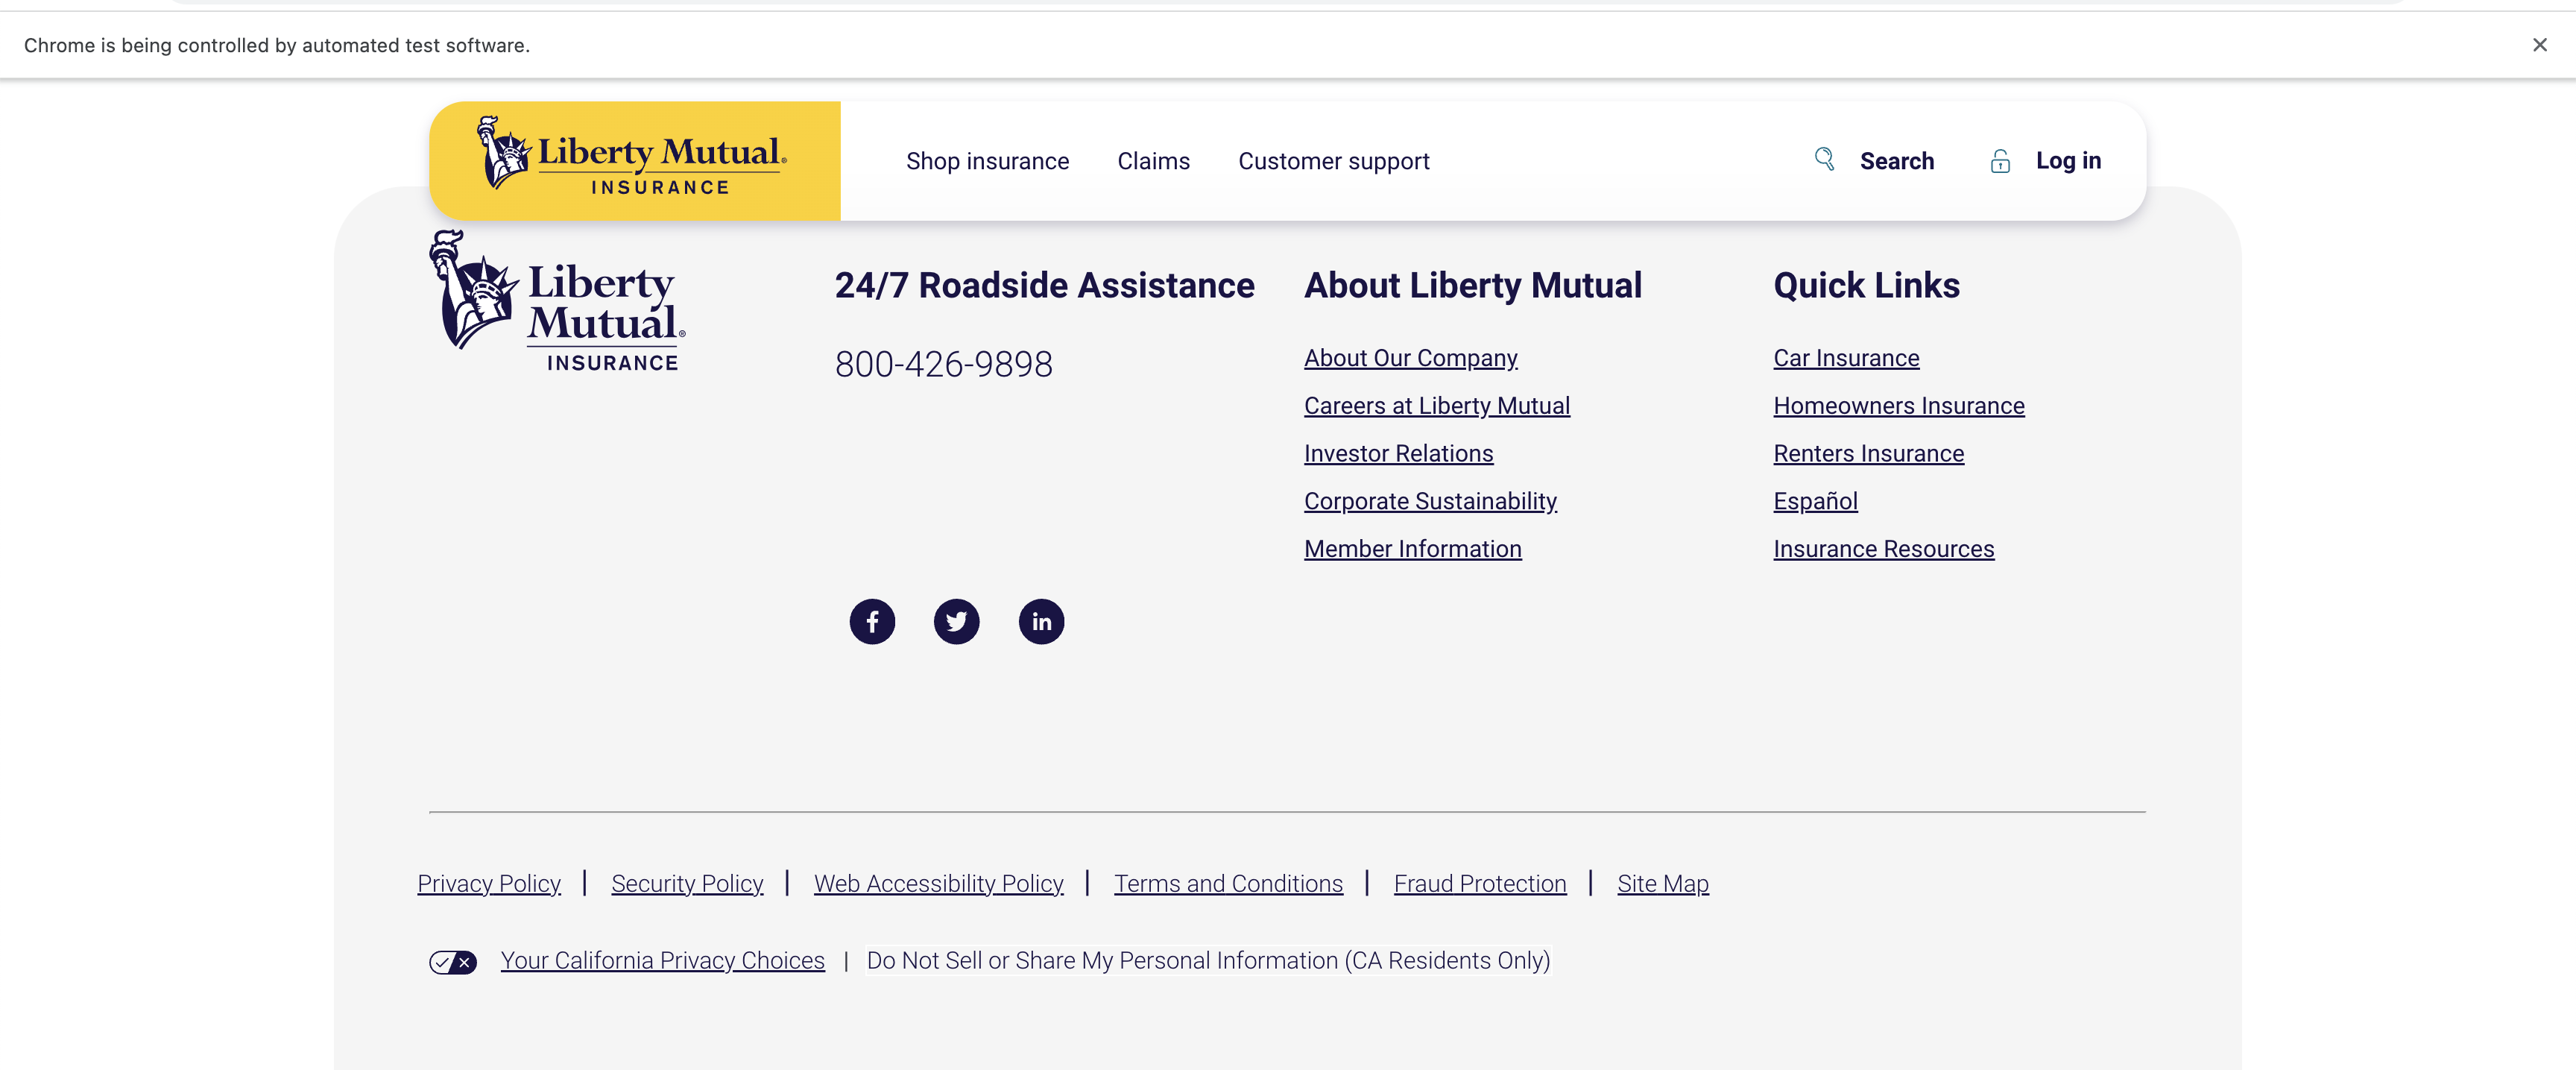 Chrome is being controlled by automated test software.
Liberty Mutual®
INSURANCE
Shop insurance
Claims
Customer support
Search
Log in
Liberty
Mutual®
INSURANCE
24/7 Roadside Assistance
800-426-9898
About Liberty Mutual
About Our Company
Careers at Liberty Mutual
Investor Relations
Corporate Sustainability
Member Information
Quick Links
Car Insurance
Homeowners Insurance
Renters Insurance
Español
Insurance Resources
Privacy Policy | Security Policy | Web Accessibility Policy | Terms and Conditions | Fraud Protection | Site Map
Your California Privacy Choices | Do Not Sell or Share My Personal Information (CA Residents Only)